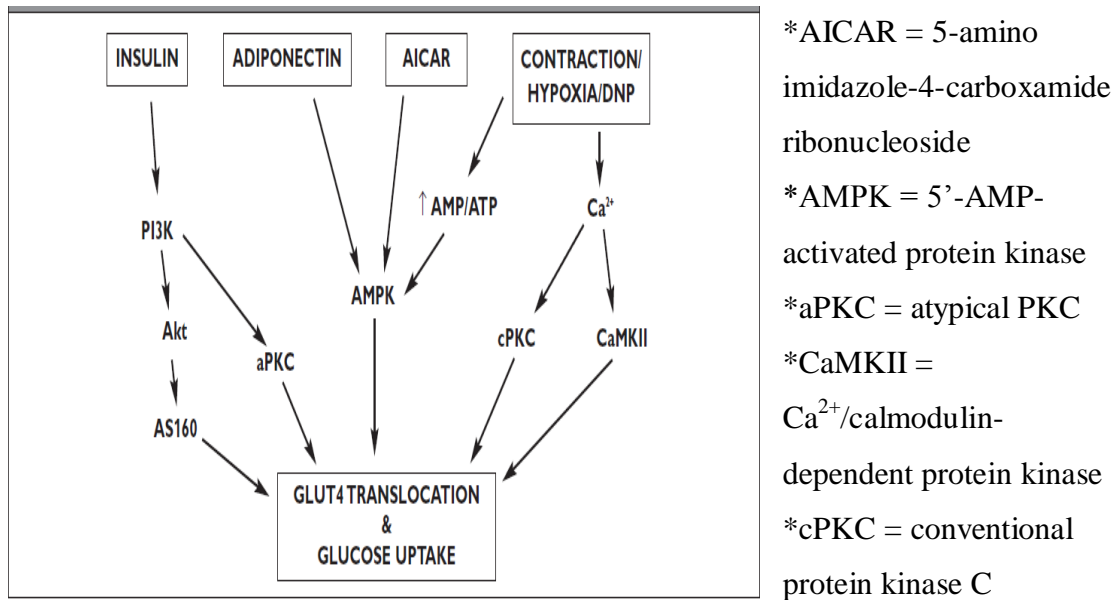 INSULIN
ADIPONECTIN
AICAR
CONTRACTION/
HYPOXIA/DNP
↑ AMP/ATP
Ca²⁺
PI3K
AMPK
Akt
aPKC
cPKC
CaMKII
AS160
GLUT4 TRANSLOCATION
&
GLUCOSE UPTAKE
*AICAR = 5-amino
imidazole-4-carboxamide
ribonucleoside
*AMPK = 5’-AMP-
activated protein kinase
*aPKC = atypical PKC
*CaMKII =
Ca²⁺/calmodulin-
dependent protein kinase
*cPKC = conventional
protein kinase C